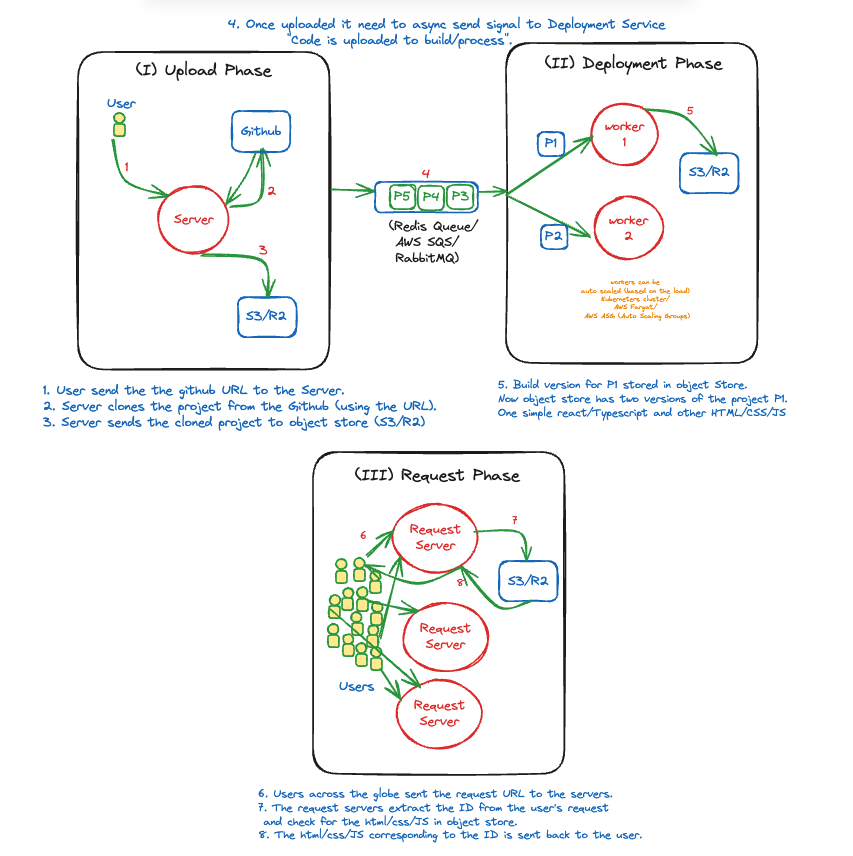 4. Once uploaded it need to async send signal to Deployment Service
"Code is uploaded to build/process".
(I) Upload Phase
User
Github
1
2
Server
3
S3/R2
4
P5 P4 P3
(Redis Queue/
AWS SQS/
RabbitMQ)
(II) Deployment Phase
P1
worker
1
5
S3/R2
P2
worker
2
workers can be
auto scaled (based on the load)
Kubernetes cluster/
AWS Fargat/
AWS ASG (Auto Scaling Groups)
1. User send the the github URL to the Server.
2. Server clones the project from the Github (using the URL).
3. Server sends the cloned project to object store (S3/R2)
5. Build version for P1 stored in object Store.
Now object store has two versions of the project P1.
One simple react/Typescript and other HTML/CSS/JS
(III) Request Phase
6
Request
Server
7
8
S3/R2
Request
Server
Users
Request
Server
6. Users across the globe sent the request URL to the servers.
7. The request servers extract the ID from the user's request
and check for the html/css/JS in object store.
8. The html/css/JS corresponding to the ID is sent back to the user.